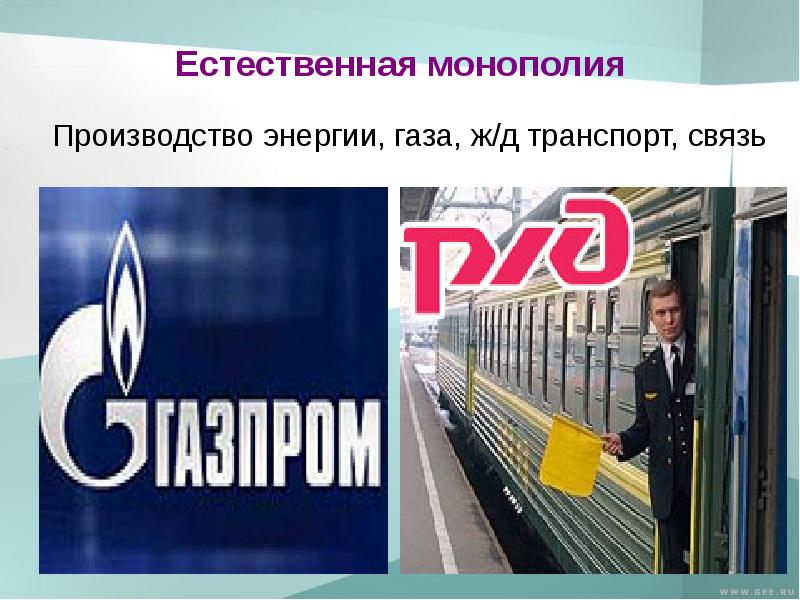 Естественная монополия
Производство энергии, газа, ж/д транспорт, связь
ГАЗПРОМ
ржд
WWW.GEE.RU